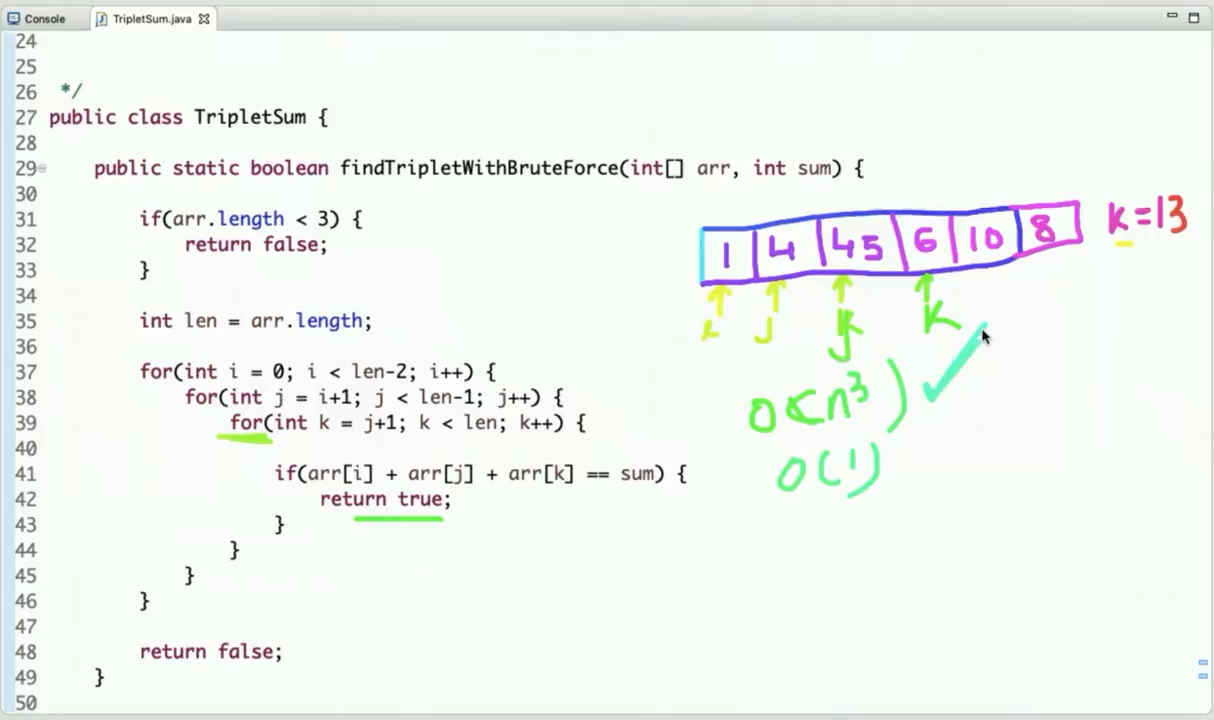 Console
TripletSum.java
24
25
26 */
27 public class TripletSum {
28
29 public static boolean findTripletWithBruteForce(int[] arr, int sum) {
30
31 if(arr.length < 3) {
32 return false;
33 }
34
35 int len = arr.length;
36
37 for(int i = 0; i < len-2; i++) {
38 for(int j = i+1; j < len-1; j++) {
39 for(int k = j+1; k < len; k++) {
40
41 if(arr[i] + arr[j] + arr[k] == sum) {
42 return true;
43 }
44 }
45 }
46 }
47
48 return false;
49 }
50
1 4 45 6 10 8 k=13
i j k k
j
O(n3)
O(1)